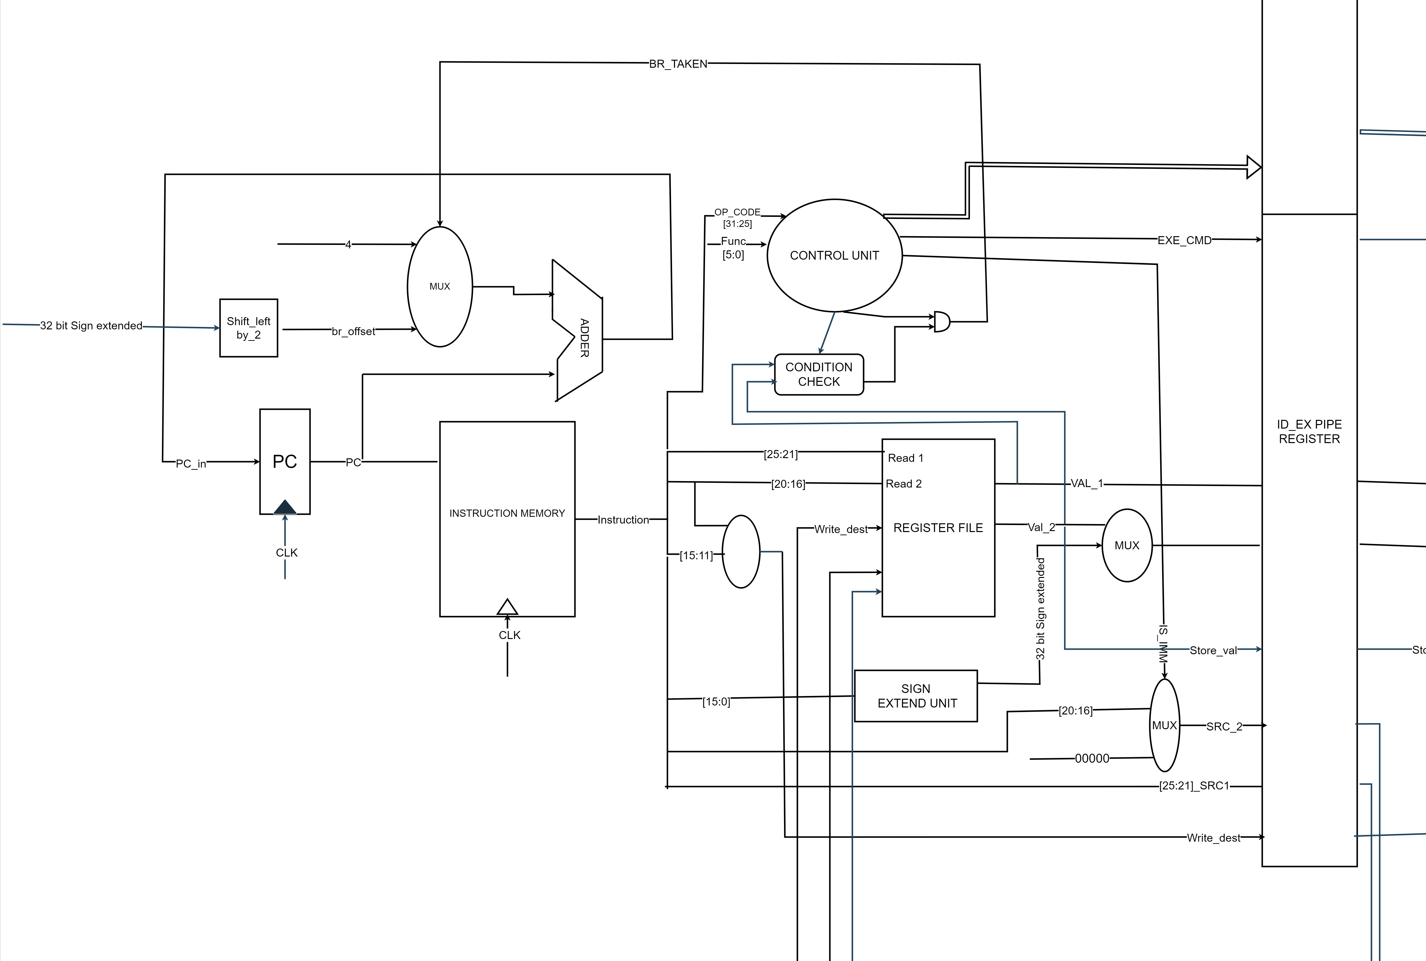 BR_TAKEN
OP_CODE
[31:25]
Func
[5:0]
CONTROL UNIT
EXE_CMD
4
MUX
32 bit Sign extended
Shift_left
by_2
br_offset
ADDER
CONDITION
CHECK
ID_EX PIPE
REGISTER
PC_in
PC
PC
CLK
INSTRUCTION MEMORY
CLK
Instruction
[25:21]
Read 1
[20:16]
Read 2
VAL_1
Write_dest
REGISTER FILE
Val_2
MUX
[15:11]
32 bit Sign extended
IS_IMM
Store_val
Sto
SIGN
EXTEND UNIT
[15:0]
[20:16]
MUX
SRC_2
00000
[25:21]_SRC1
Write_dest